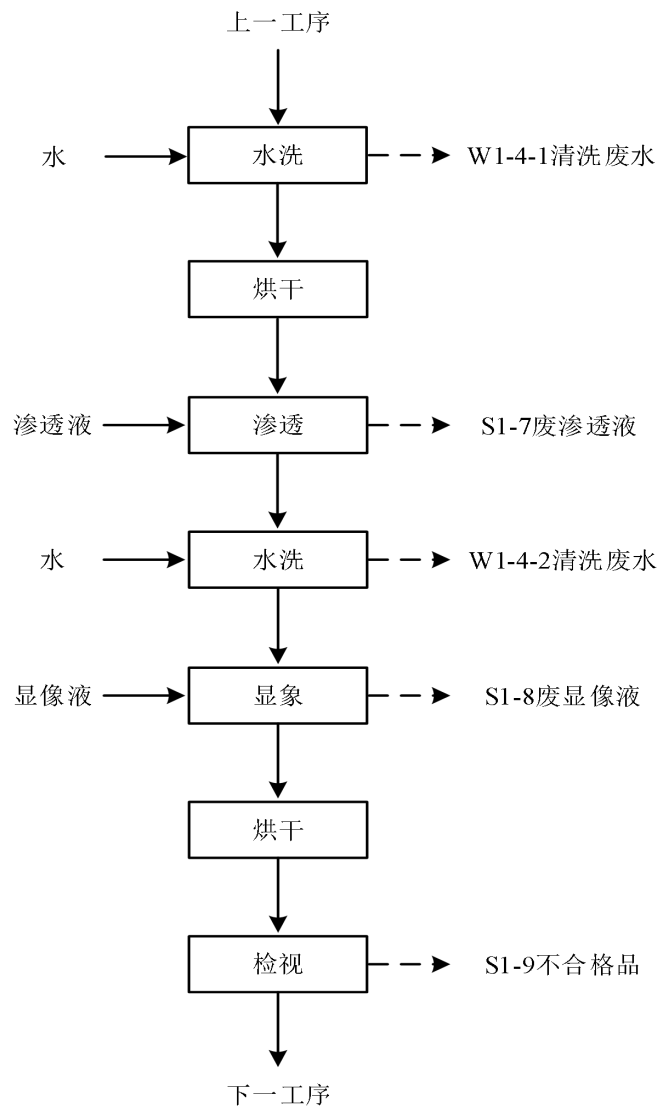 上一工序
水
水洗
W1-4-1清洗废水
烘干
渗透液
渗透
S1-7废渗透液
水
水洗
W1-4-2清洗废水
显像液
显象
S1-8废显像液
烘干
检视
S1-9不合格品
下一工序